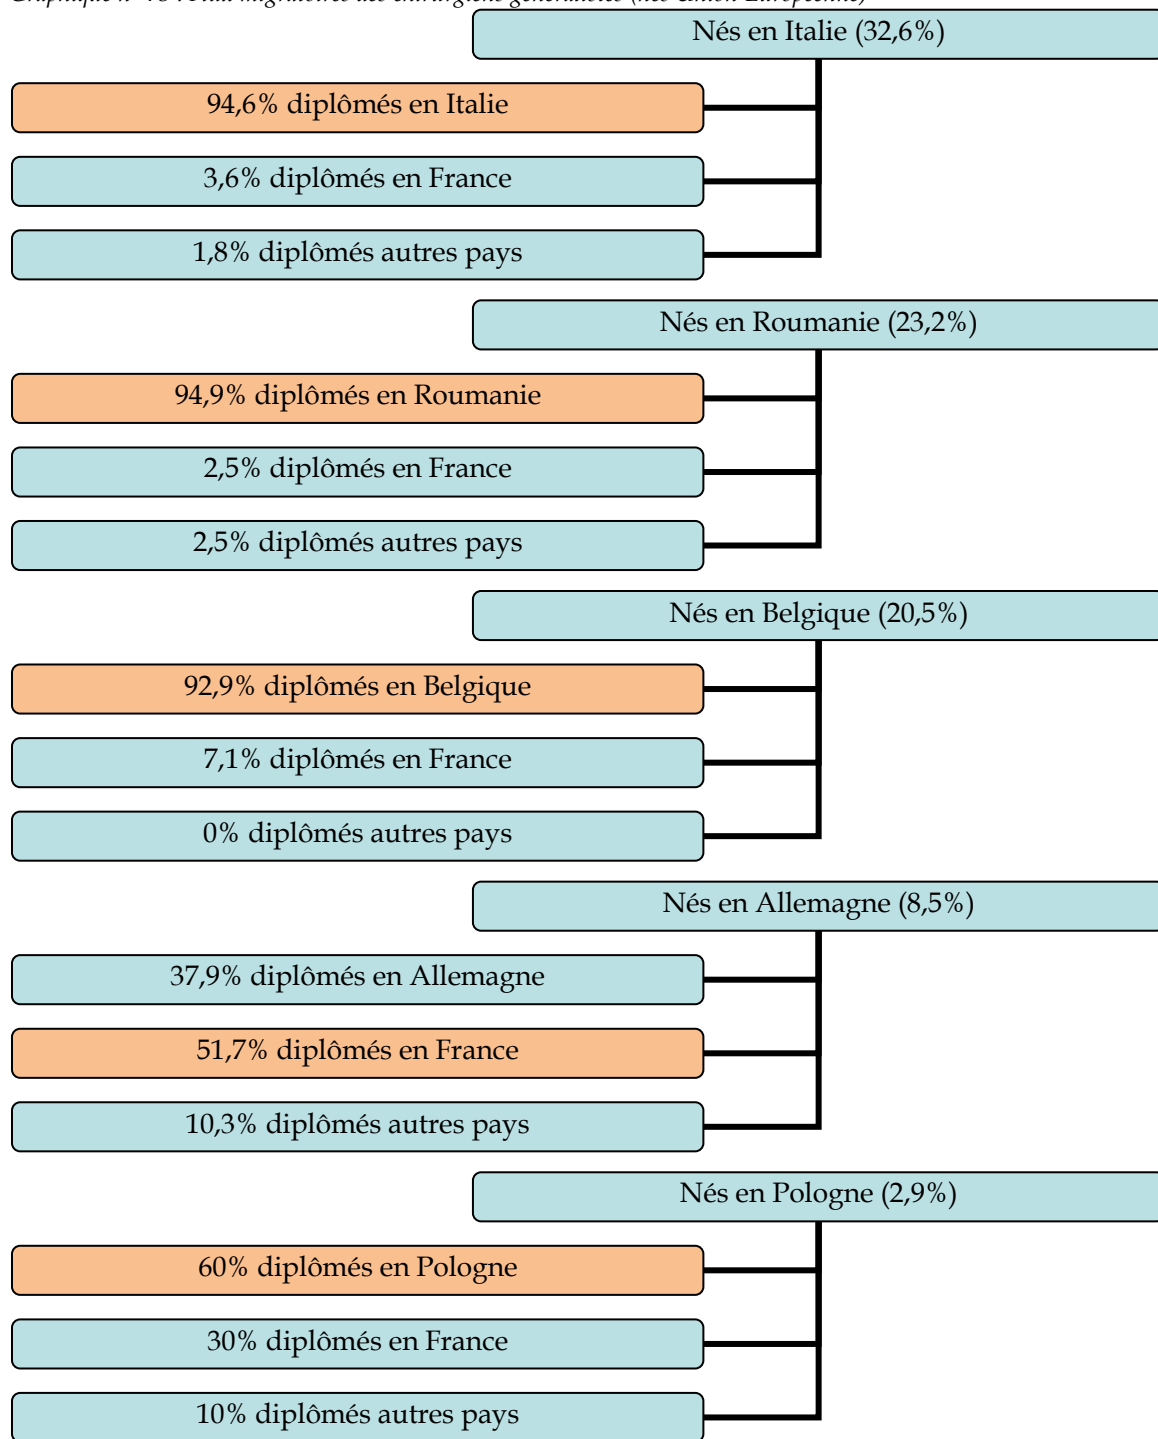 Nés en Italie (32,6%)
94,6% diplômés en Italie
3,6% diplômés en France
1,8% diplômés autres pays
Nés en Roumanie (23,2%)
94,9% diplômés en Roumanie
2,5% diplômés en France
2,5% diplômés autres pays
Nés en Belgique (20,5%)
92,9% diplômés en Belgique
7,1% diplômés en France
0% diplômés autres pays
Nés en Allemagne (8,5%)
37,9% diplômés en Allemagne
51,7% diplômés en France
10,3% diplômés autres pays
Nés en Pologne (2,9%)
60% diplômés en Pologne
30% diplômés en France
10% diplômés autres pays